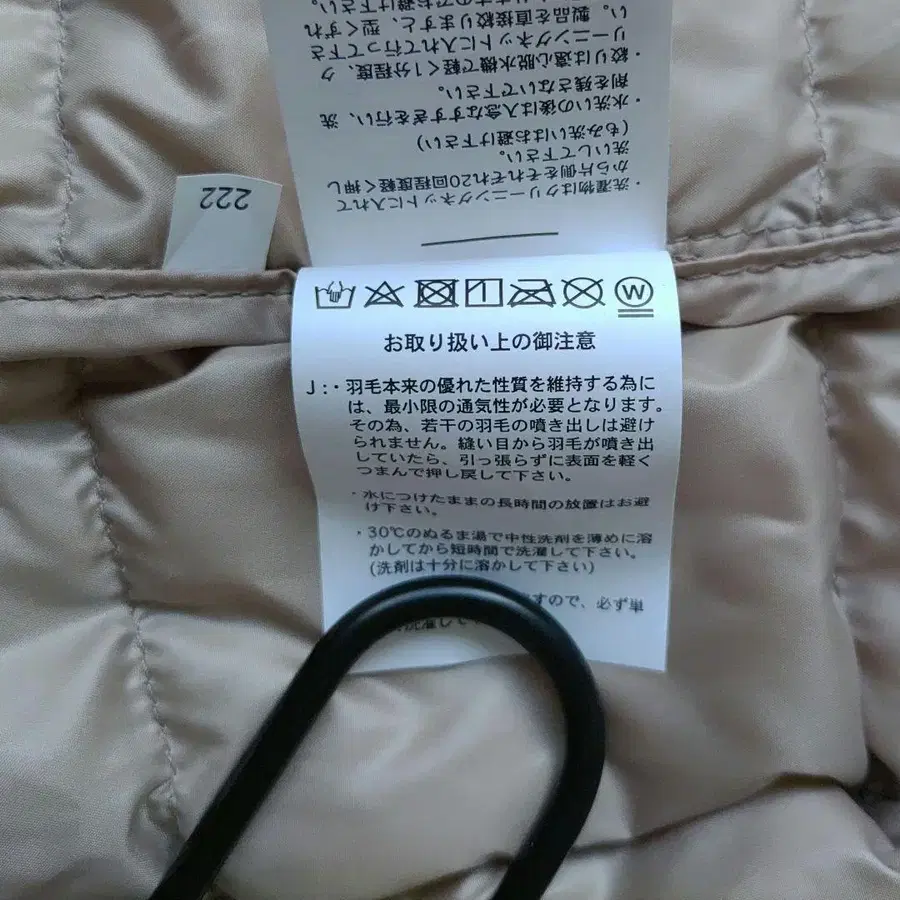 W
お取り扱い上の御注意
J:・羽毛本来の優れた性質を維持する為に
は、最小限の通気性が必要となります。
その為、若干の羽毛の噴き出しは避け
られません。縫い目から羽毛が噴き出
していたら、引っ張らずに表面を軽く
つまんで押し戻して下さい。
・水につけたままの長時間の放置はお避
け下さい。
・30℃のぬるま湯で中性洗剤を薄めに溶
かしてから短時間で洗濯して下さい。
(洗剤は十分に溶かして下さい)
すので、必ず単
洗濯して
・洗濯物はクリーニングネットに入れて
から片側をそれぞれ20回程度軽く押し
洗いして下さい。
(もみ洗いはお避け下さい)
・水洗いの後は入念なすすぎを行い、洗
剤を残さないで下さい。
・絞りは遠心脱水機で軽く1分程度、ク
リーニングネットに入れて行って下さ
い。製品を直接絞りますと、型くずれ
222